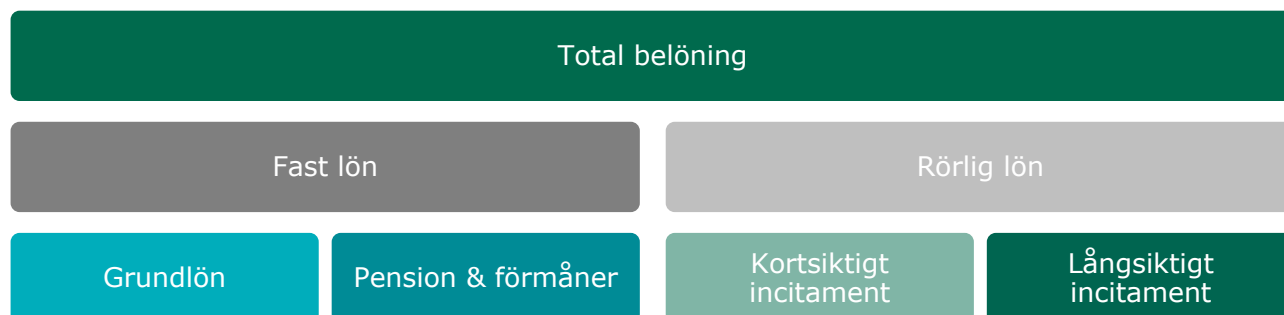 Total belöning
Fast lön
Rörlig lön
Grundlön
Pension & förmåner
Kortsiktigt
incitament
Långsiktigt
incitament